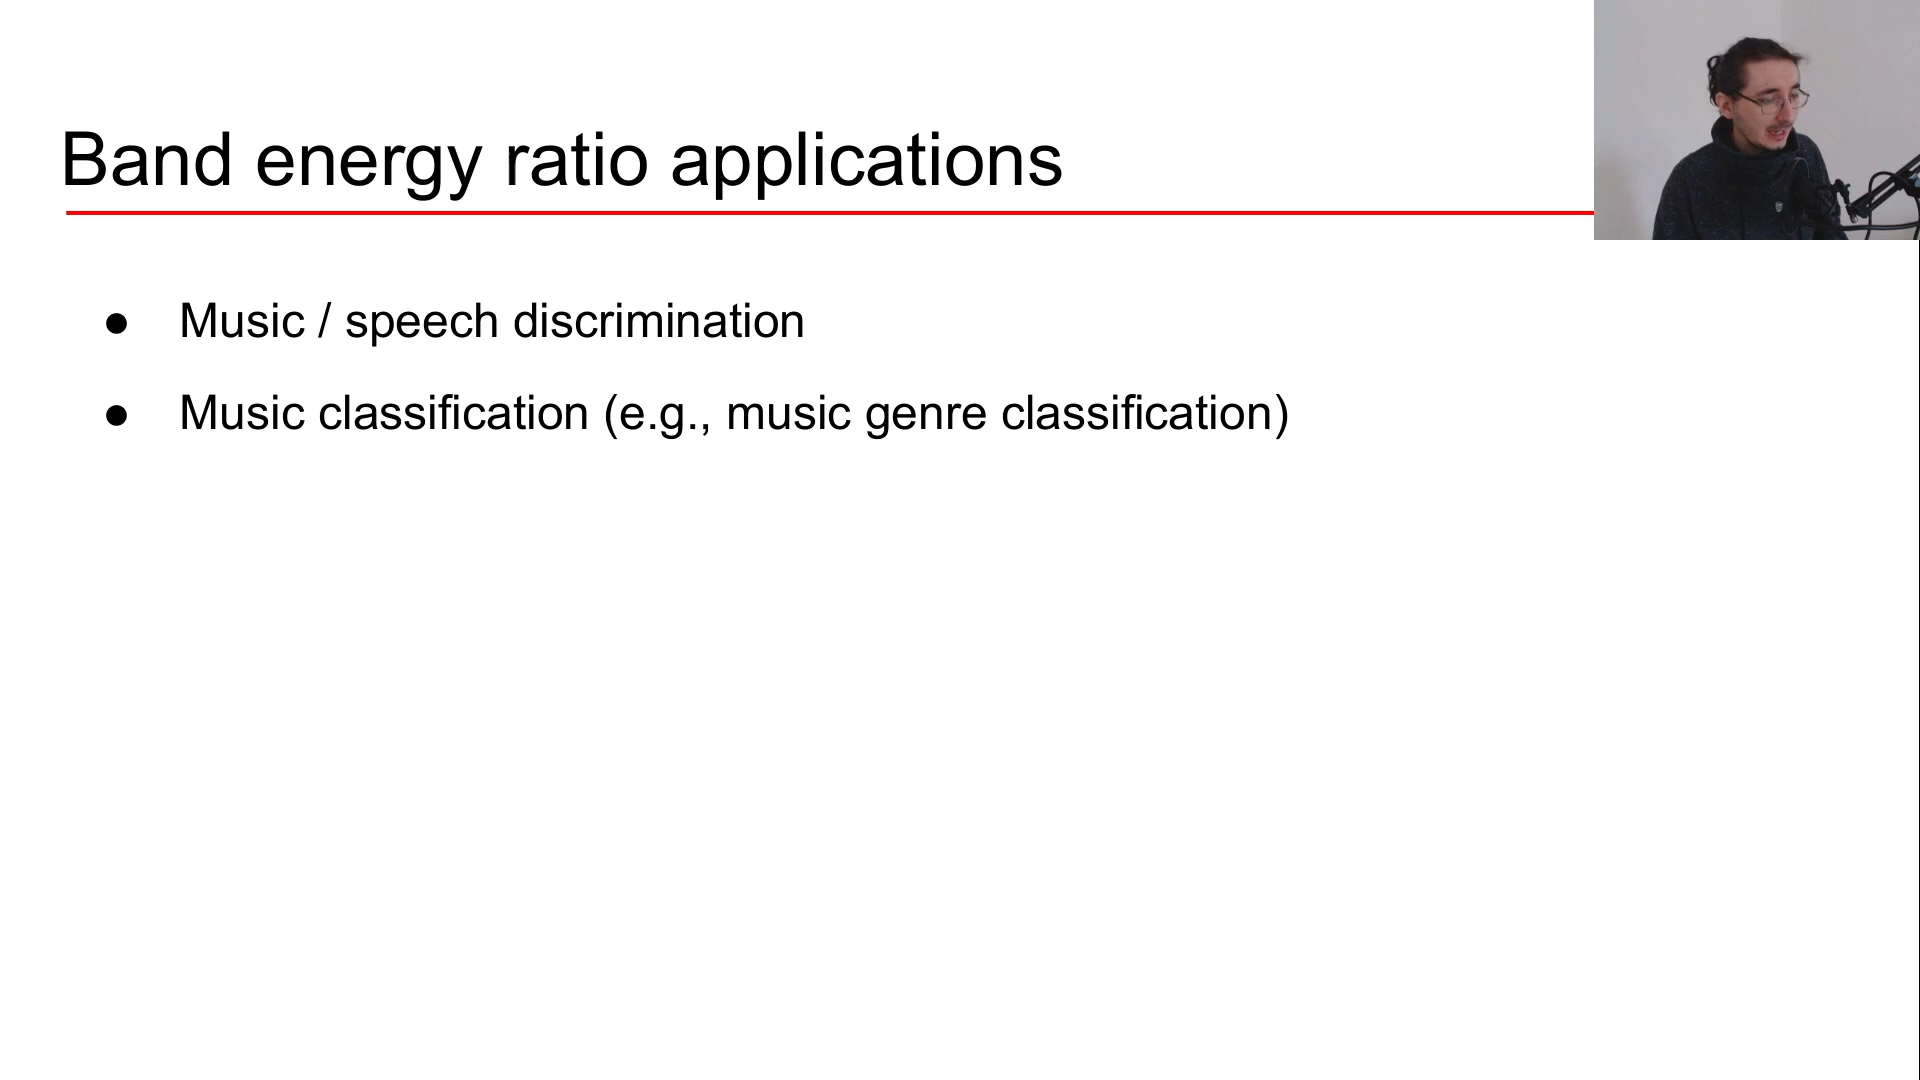 Band energy ratio applications
● Music / speech discrimination
● Music classification (e.g., music genre classification)